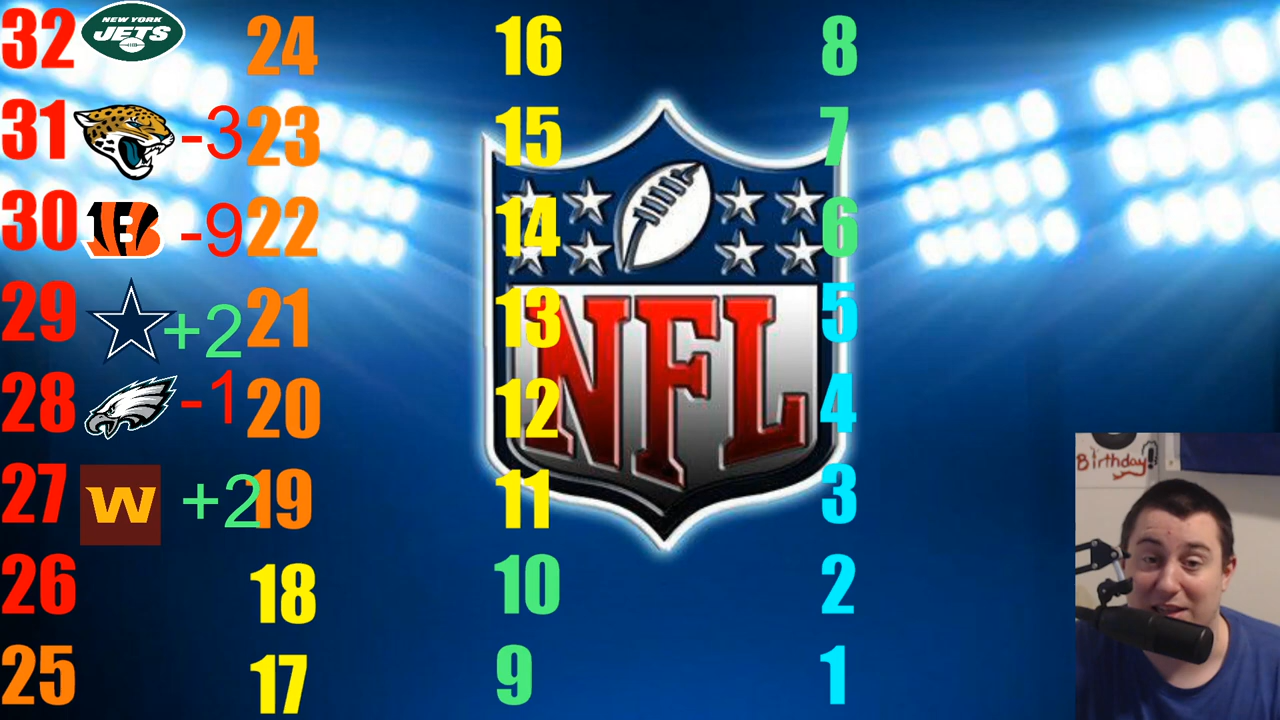 32 NEW YORK JETS 24 16 8
31 -3 23 15 7
30 B -9 22 14 6
29 +2 21 13 5
28 -1 20 12 4
27 W +2 19 11 3
26 18 10 2
25 17 9 1
NFL
Birthday!